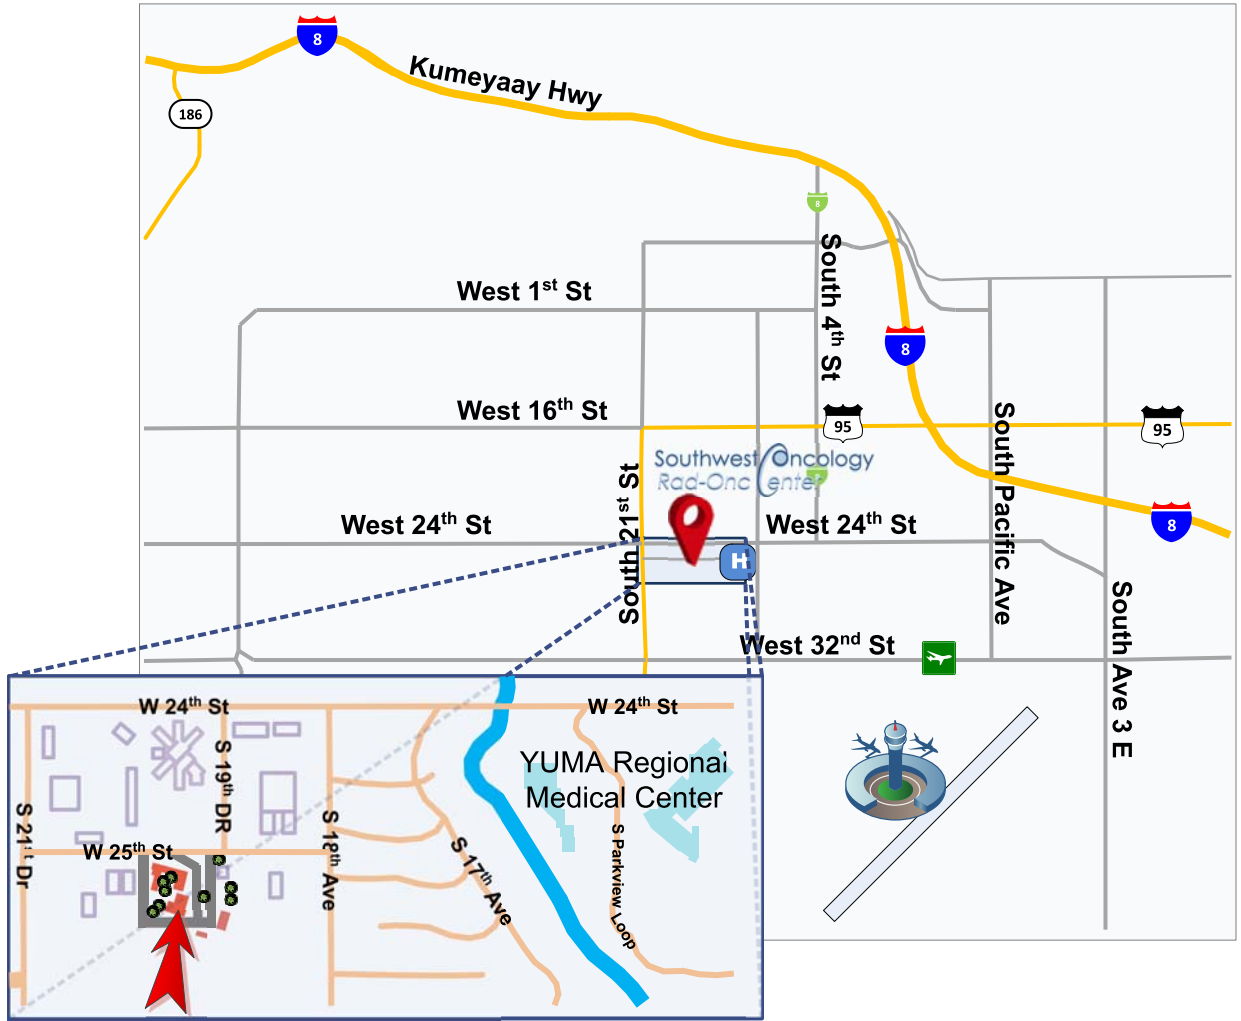 8
Kumeyaay Hwy
186
8
South 4th St
West 1st St
8
West 16th St
95
95
South Pacific Ave
Southwest Oncology
Rad-Onc Center
8
South 21st St
West 24th St
West 24th St
8
H
South Ave 3 E
West 32nd St
W 24th St
W 24th St
S 19th DR
YUMA Regional
Medical Center
S 21st Dr
S 18th Ave
S Parkview Loop
S 17th Ave
W 25th St